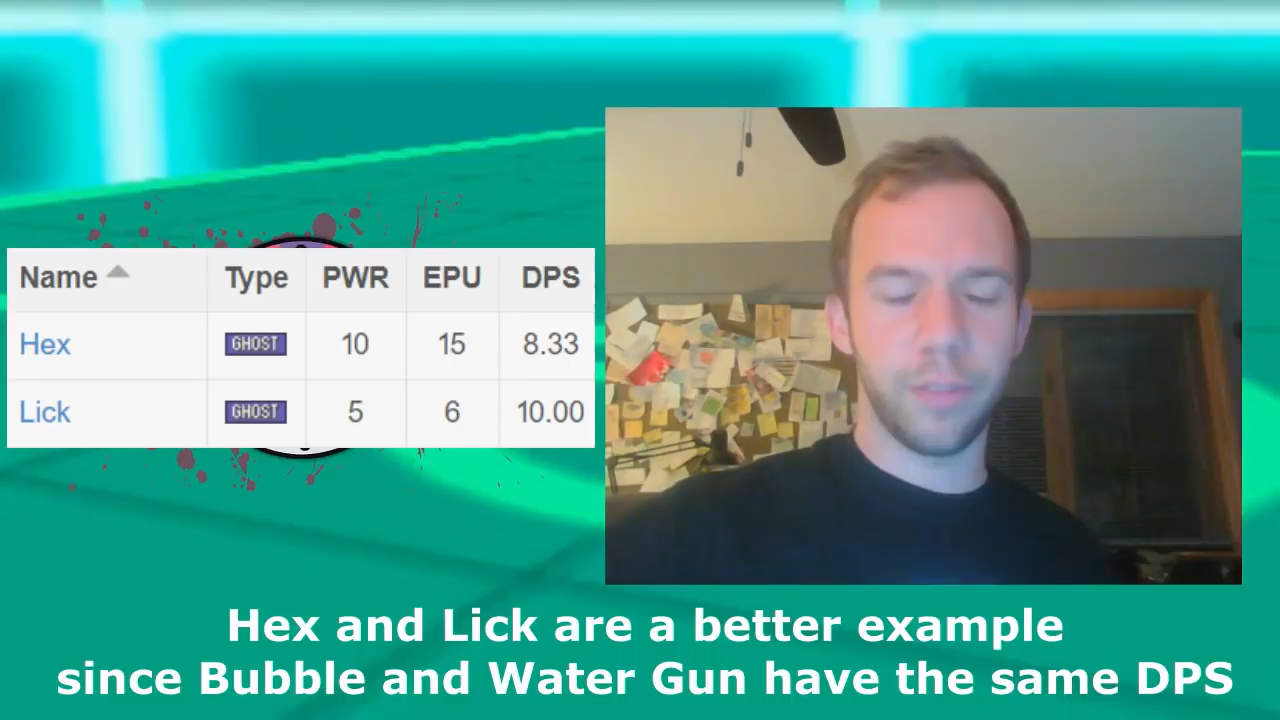 Name Type PWR EPU DPS
Hex GHOST 10 15 8.33
Lick GHOST 5 6 10.00
Hex and Lick are a better example
since Bubble and Water Gun have the same DPS